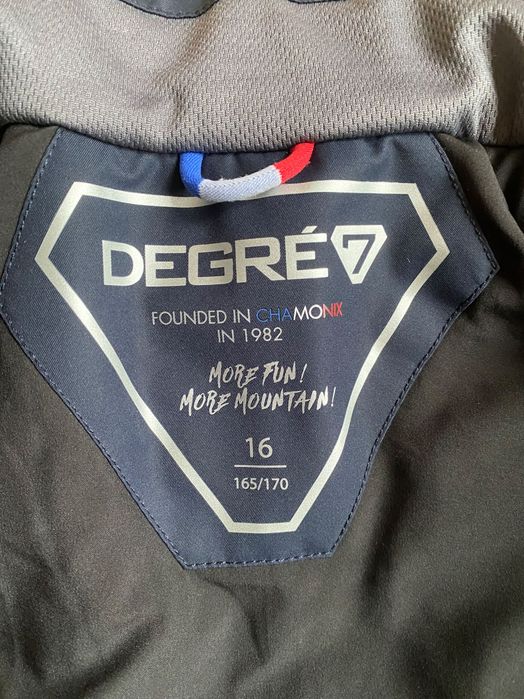 DEGRÉ7
FOUNDED IN CHAMONIX
IN 1982
MORE FUN!
MORE MOUNTAIN!
16
165/170